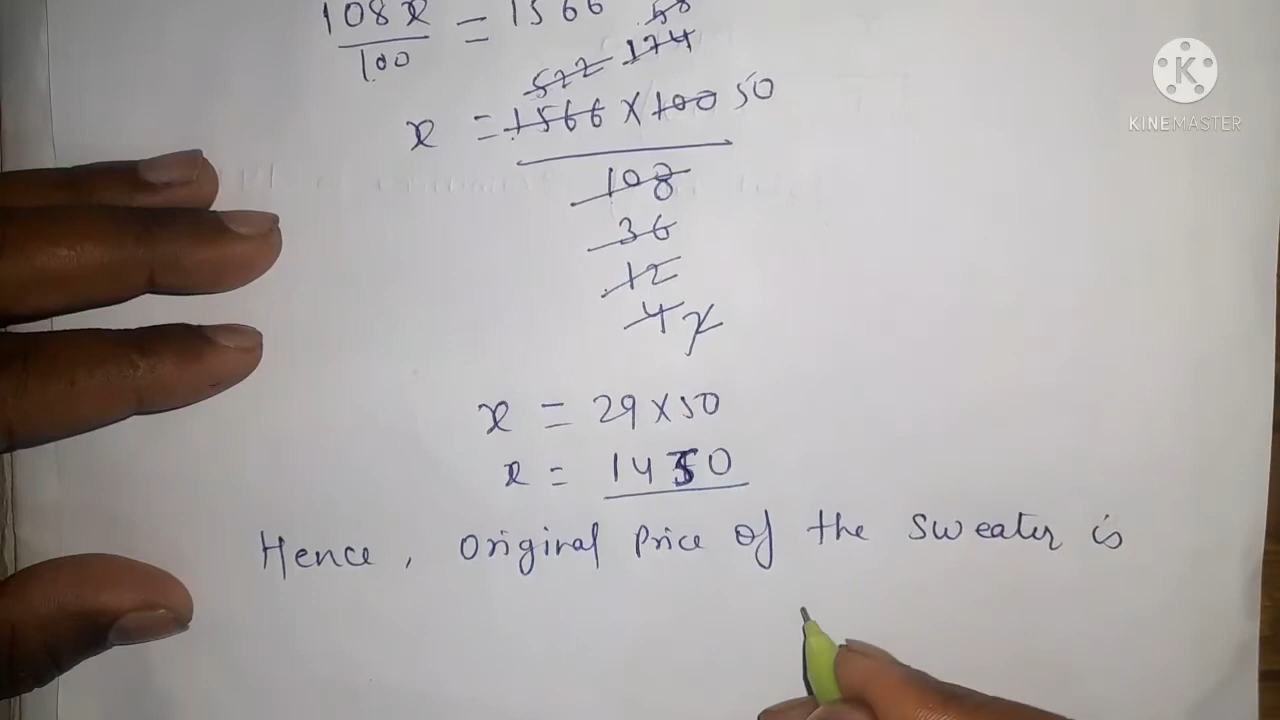 108x/100 = 1566 58
522 174
x = 1566 × 100 50
108
36
12
4 2
x = 29 × 50
x = 1450
Hence, Original Price of the sweater is
KINEMASTER